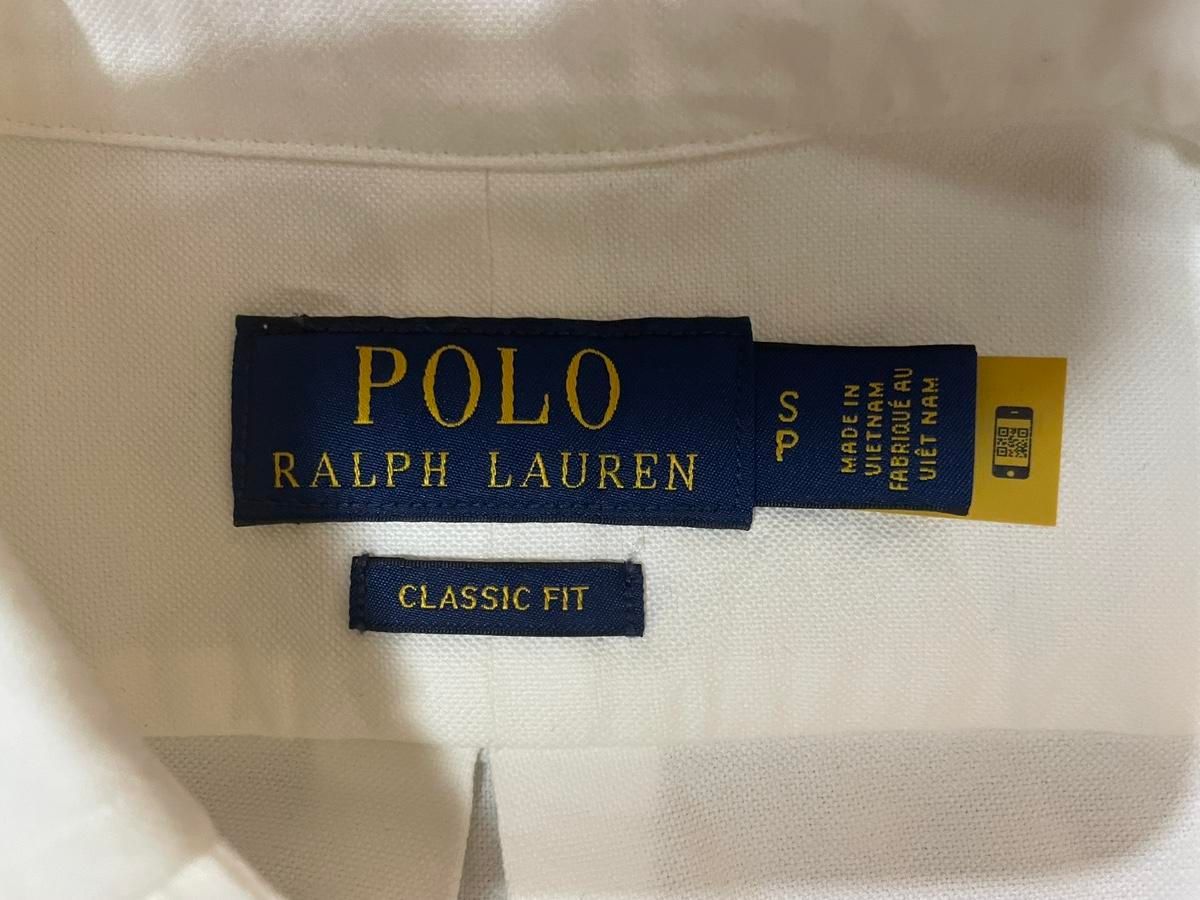 POLO
RALPH LAUREN
S
P
MADE IN
VIETNAM
FABRIQUÉ AU
VIÊT NAM
CLASSIC FIT